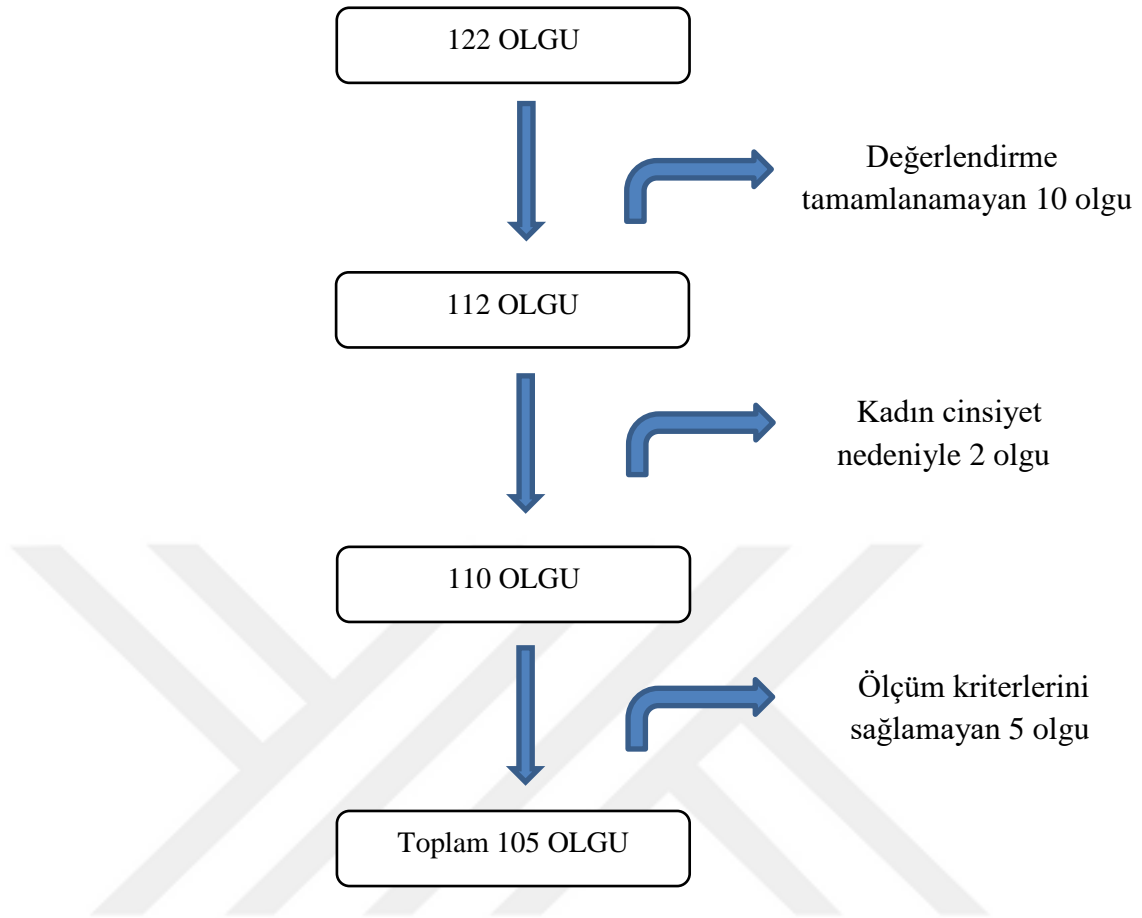 122 OLGU
Değerlendirme
tamamlanamayan 10 olgu
112 OLGU
Kadın cinsiyet
nedeniyle 2 olgu
110 OLGU
Ölçüm kriterlerini
sağlamayan 5 olgu
Toplam 105 OLGU